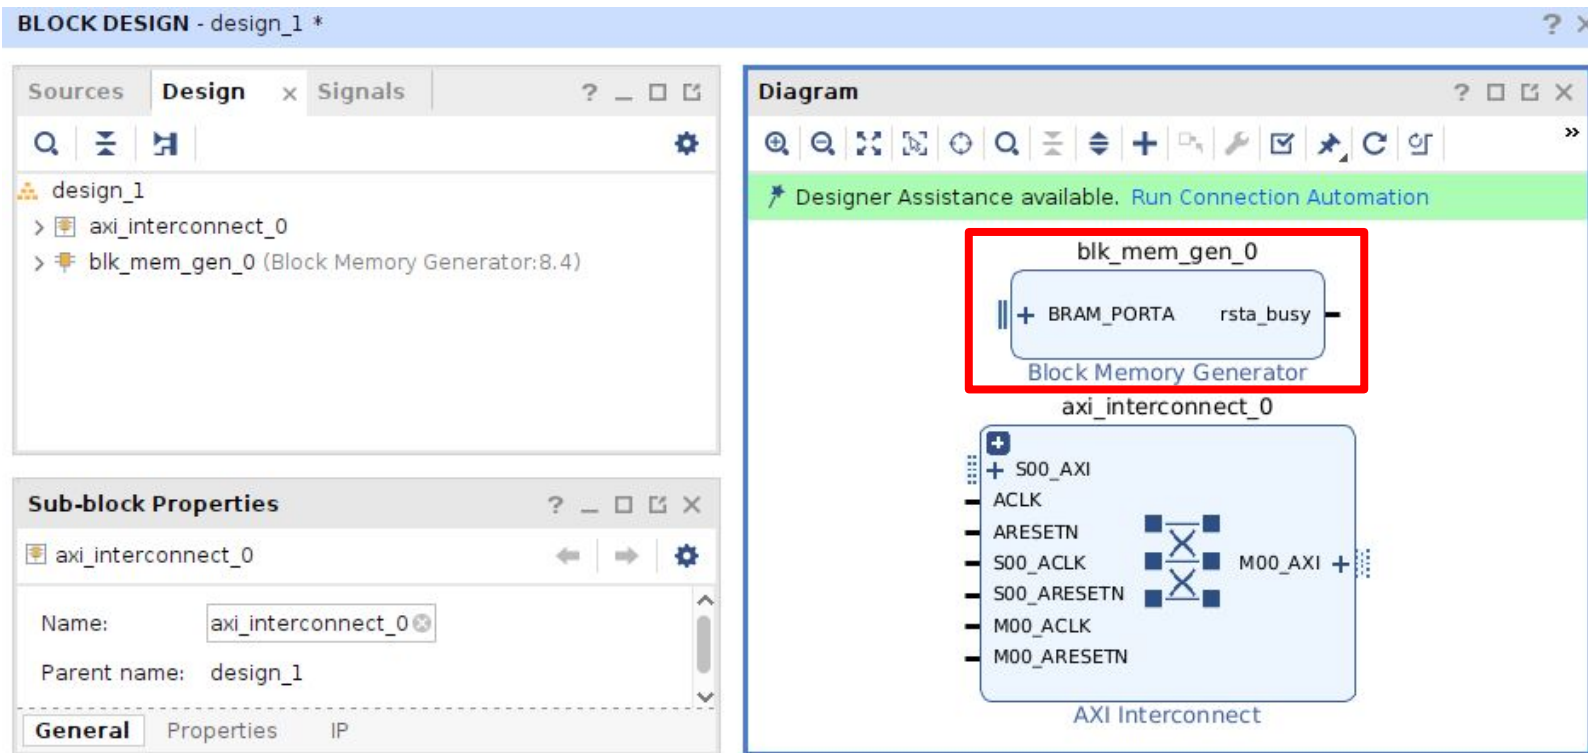 BLOCK DESIGN - design_1 *
Sources Design Signals
design_1
axi_interconnect_0
blk_mem_gen_0 (Block Memory Generator:8.4)
Sub-block Properties
axi_interconnect_0
Name: axi_interconnect_0
Parent name: design_1
General Properties IP
Diagram
Designer Assistance available. Run Connection Automation
blk_mem_gen_0
BRAM_PORTA rsta_busy
Block Memory Generator
axi_interconnect_0
S00_AXI
ACLK
ARESETN
S00_ACLK
M00_AXI
S00_ARESETN
M00_ACLK
M00_ARESETN
AXI Interconnect